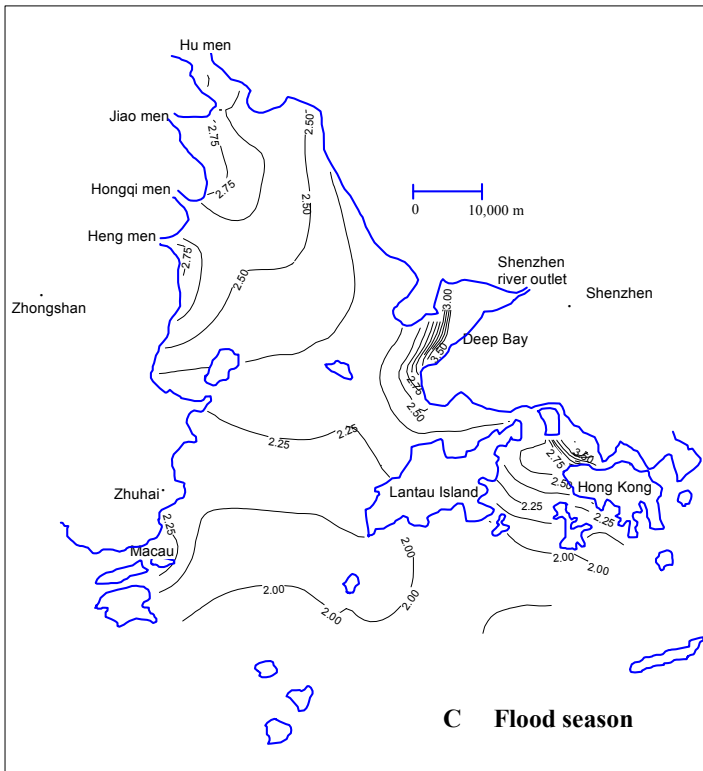 Hu men
Jiao men
2.75
2.50
Hongqi men
2.75
2.50
0
10,000 m
Heng men
2.75
2.50
Shenzhen
river outlet
Shenzhen
Zhongshan
3.00
Deep Bay
3.50
2.75
2.50
2.25
2.25
3.50
2.75
2.50
Zhuhai
Lantau Island
Hong Kong
2.25
2.25
2.25
Macau
2.00
2.00
2.00
2.00
2.00
2.00
C Flood season